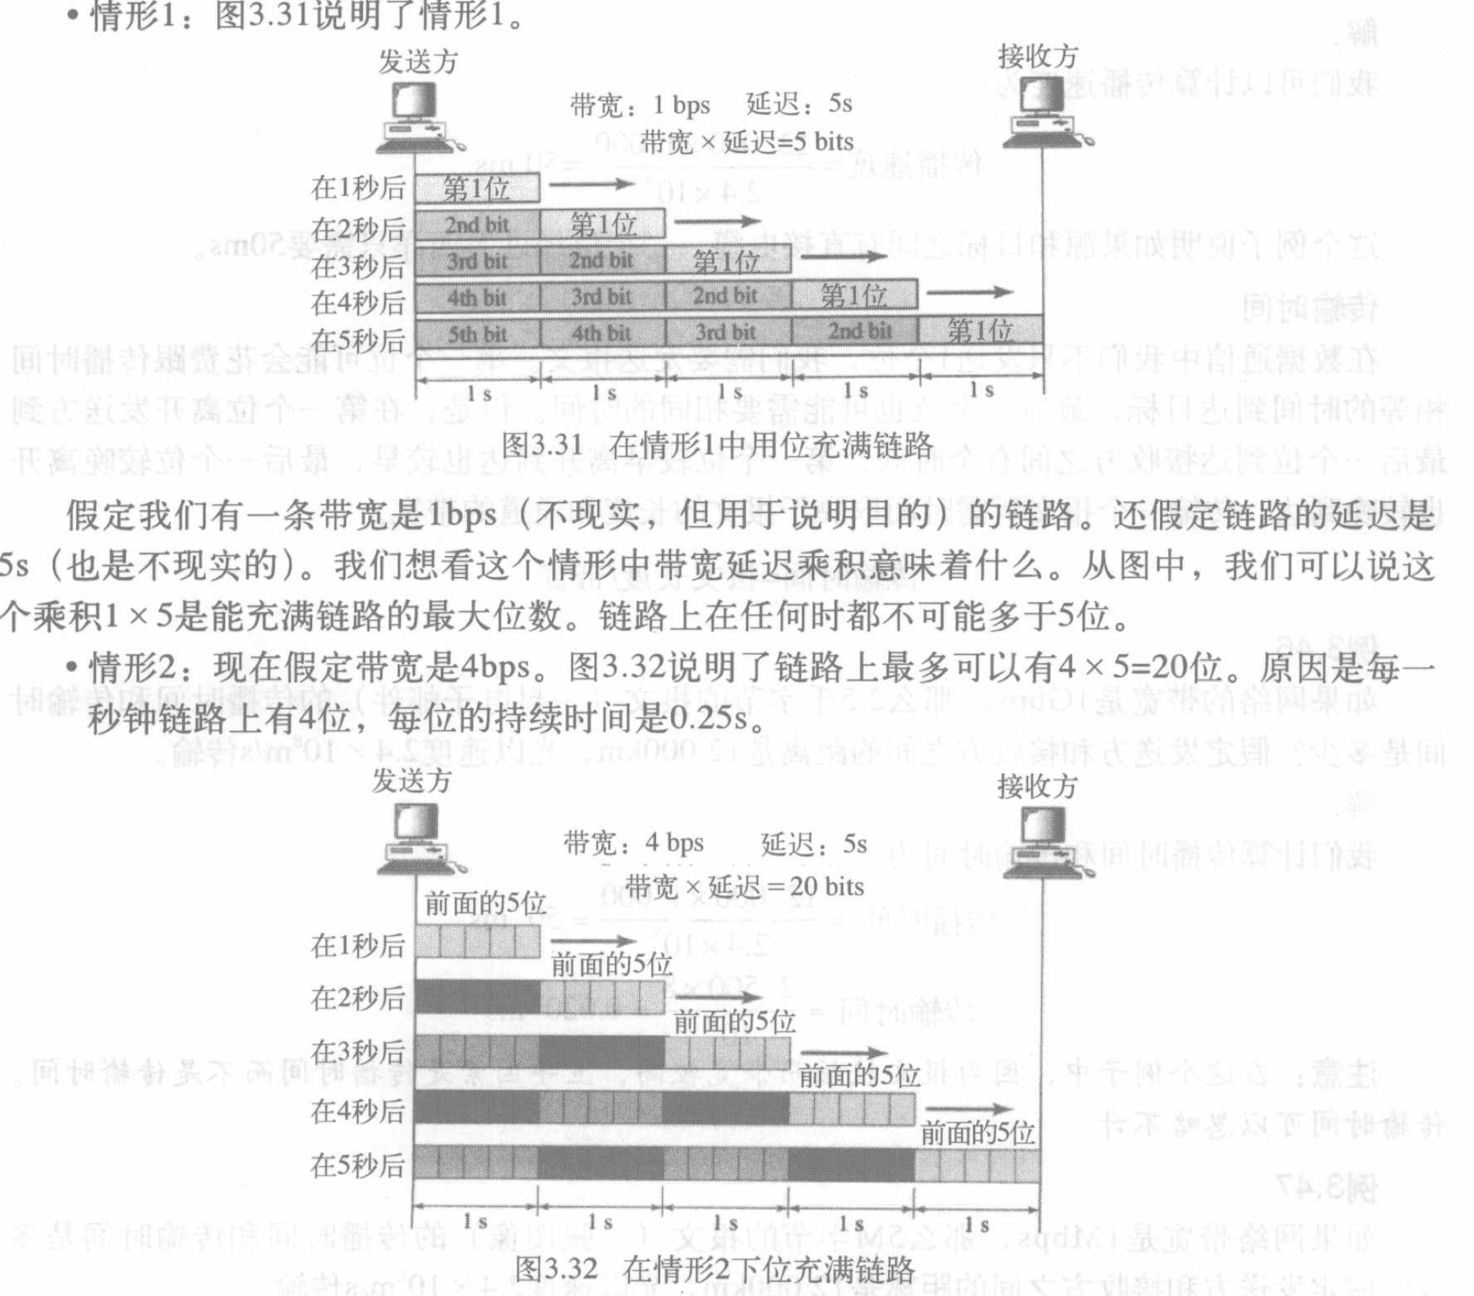 • 情形1：图3.31说明了情形1。
发送方
接收方
带宽：1 bps 延迟：5s
带宽 × 延迟=5 bits
在1秒后 第1位
在2秒后 2nd bit 第1位
在3秒后 3rd bit 2nd bit 第1位
在4秒后 4th bit 3rd bit 2nd bit 第1位
在5秒后 5th bit 4th bit 3rd bit 2nd bit 第1位
1 s 1 s 1 s 1 s 1 s
图3.31 在情形1中用位充满链路
假定我们有一条带宽是1bps（不现实，但用于说明目的）的链路。还假定链路的延迟是
5s（也是不现实的）。我们想看这个情形中带宽延迟乘积意味着什么。从图中，我们可以说这
个乘积1 × 5是能充满链路的最大位数。链路上在任何时都不可能多于5位。
• 情形2：现在假定带宽是4bps。图3.32说明了链路上最多可以有4 × 5=20位。原因是每一
秒钟链路上有4位，每位的持续时间是0.25s。
发送方
接收方
带宽：4 bps 延迟：5s
带宽 × 延迟 = 20 bits
前面的5位
在1秒后
前面的5位
在2秒后
前面的5位
在3秒后
前面的5位
在4秒后
前面的5位
在5秒后
1 s 1 s 1 s 1 s 1 s
图3.32 在情形2下位充满链路